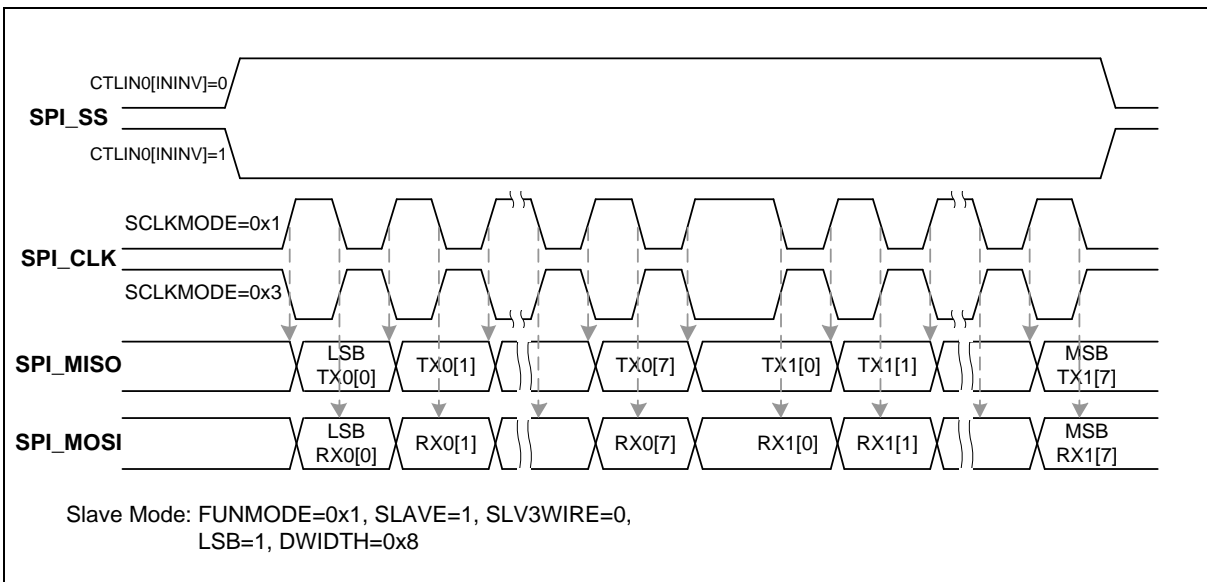 CTLIN0[ININV]=0
SPI_SS
CTLIN0[ININV]=1
SCLKMODE=0x1
SPI_CLK
SCLKMODE=0x3
SPI_MISO
LSB
TX0[0]
TX0[1]
TX0[7]
TX1[0]
TX1[1]
MSB
TX1[7]
SPI_MOSI
LSB
RX0[0]
RX0[1]
RX0[7]
RX1[0]
RX1[1]
MSB
RX1[7]
Slave Mode: FUNMODE=0x1, SLAVE=1, SLV3WIRE=0,
LSB=1, DWIDTH=0x8